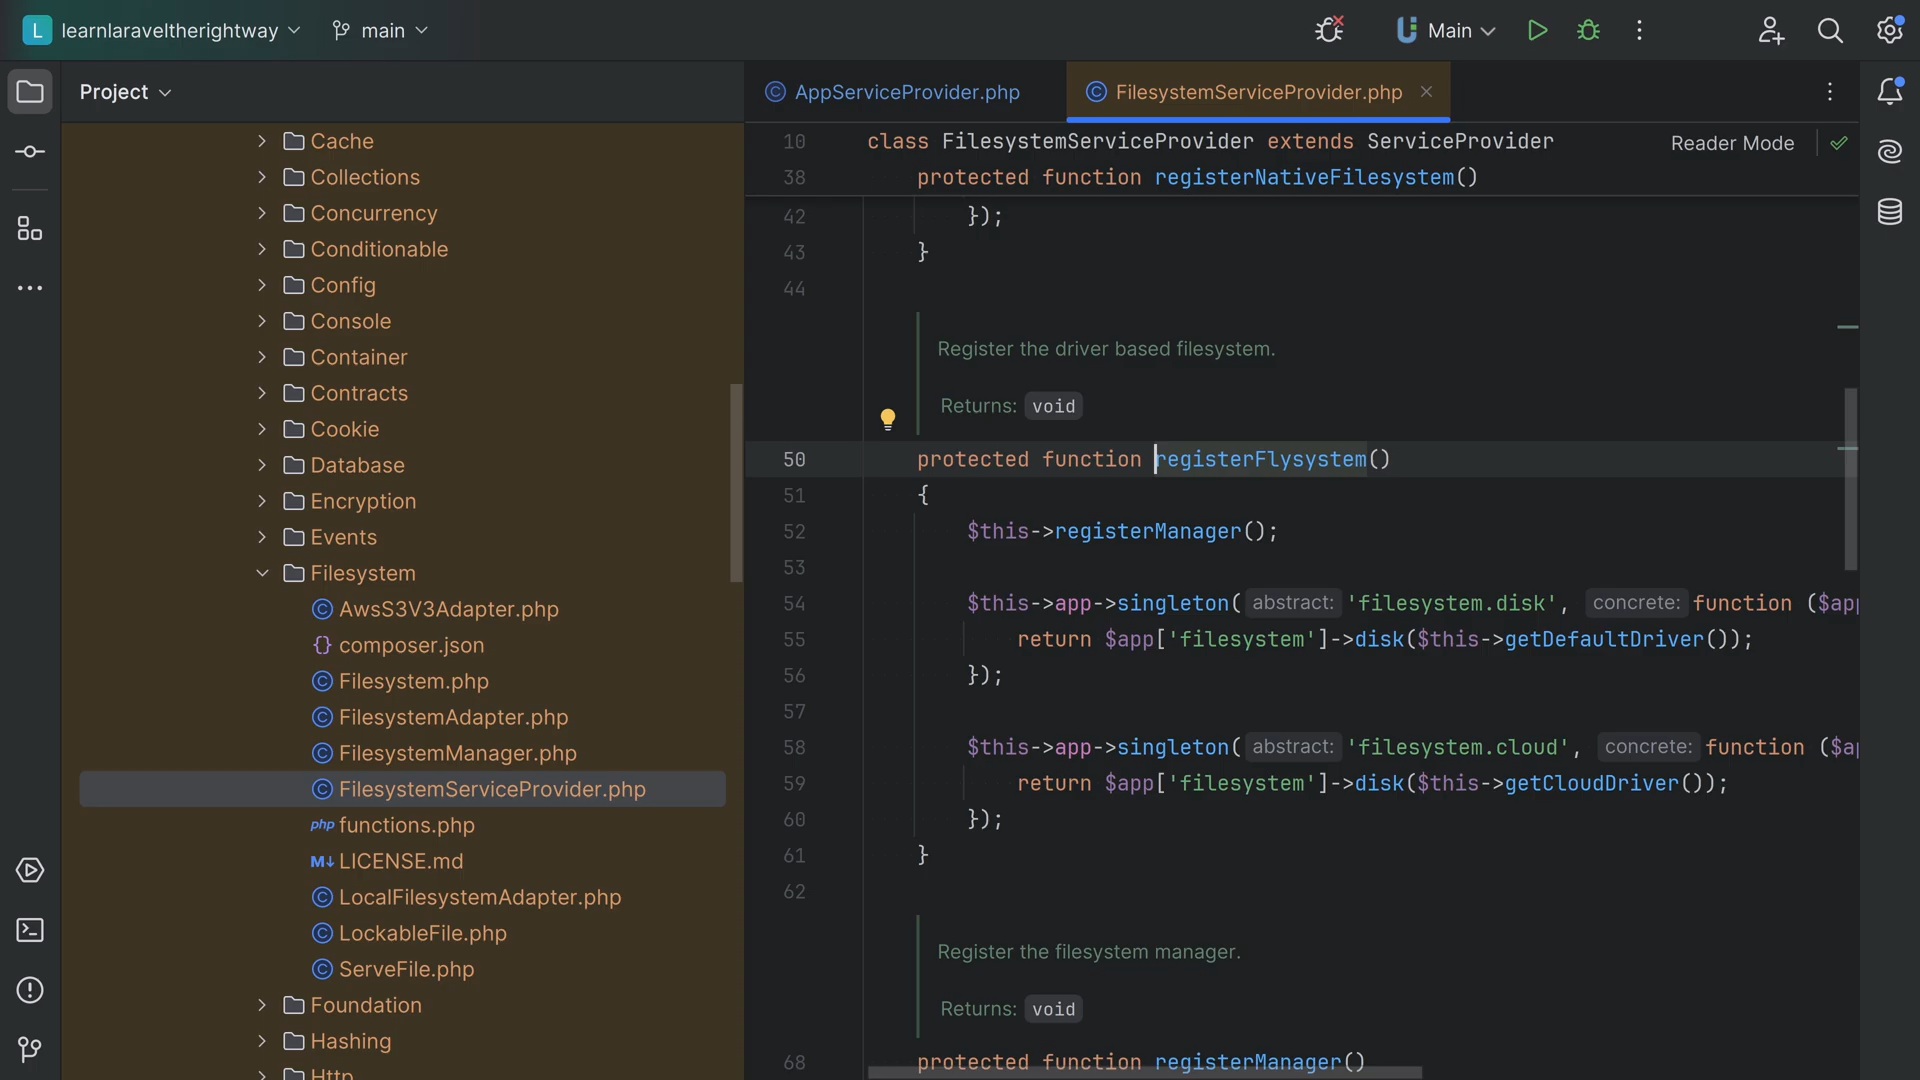 L learnlaraveltherightway main Main
Project
AppServiceProvider.php
FilesystemServiceProvider.php
Cache
Collections
Concurrency
Conditionable
Config
Console
Container
Contracts
Cookie
Database
Encryption
Events
Filesystem
AwsS3V3Adapter.php
{} composer.json
Filesystem.php
FilesystemAdapter.php
FilesystemManager.php
FilesystemServiceProvider.php
php functions.php
M↓ LICENSE.md
LocalFilesystemAdapter.php
LockableFile.php
ServeFile.php
Foundation
Hashing
Http
10 class FilesystemServiceProvider extends ServiceProvider
Reader Mode
38 protected function registerNativeFilesystem()
42 });
43 }
44
Register the driver based filesystem.
Returns: void
50 protected function registerFlysystem()
51 {
52 $this->registerManager();
53
54 $this->app->singleton( abstract: 'filesystem.disk', concrete: function ($app
55 return $app['filesystem']->disk($this->getDefaultDriver());
56 });
57
58 $this->app->singleton( abstract: 'filesystem.cloud', concrete: function ($ap
59 return $app['filesystem']->disk($this->getCloudDriver());
60 });
61 }
62
Register the filesystem manager.
Returns: void
68 protected function registerManager()